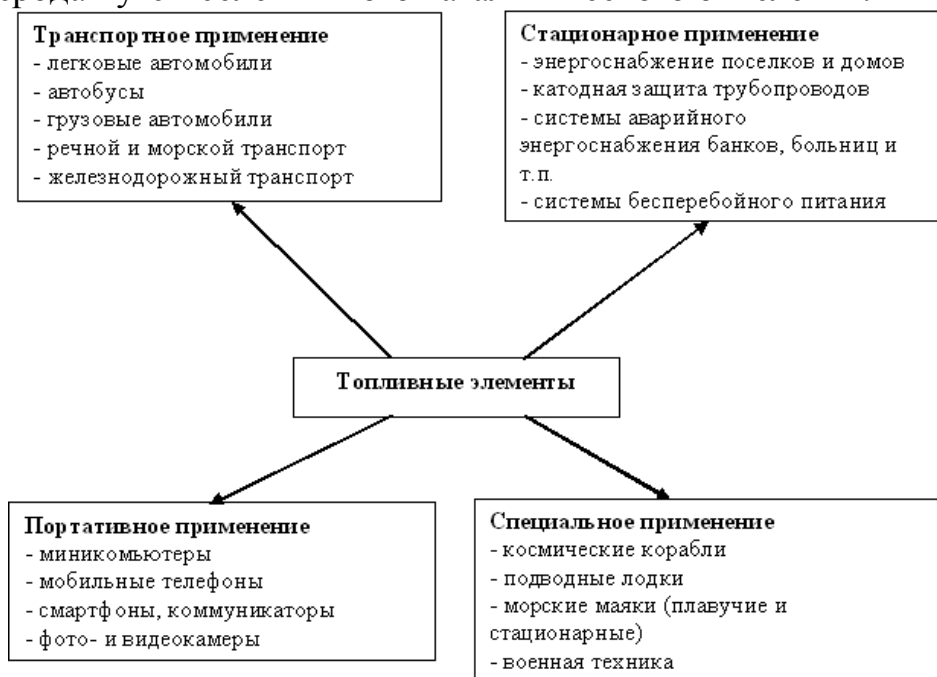 Транспортное применение
- легковые автомобили
- автобусы
- грузовые автомобили
- речной и морской транспорт
- железнодорожный транспорт
Стационарное применение
- энергоснабжение поселков и домов
- катодная защита трубопроводов
- системы аварийного
энергоснабжения банков, больниц и
т.п.
- системы бесперебойного питания
Топливные элементы
Портативное применение
- миникомьютеры
- мобильные телефоны
- смартфоны, коммуникаторы
- фото- и видеокамеры
Специальное применение
- космические корабли
- подводные лодки
- морские маяки (плавучие и
стационарные)
- военная техника